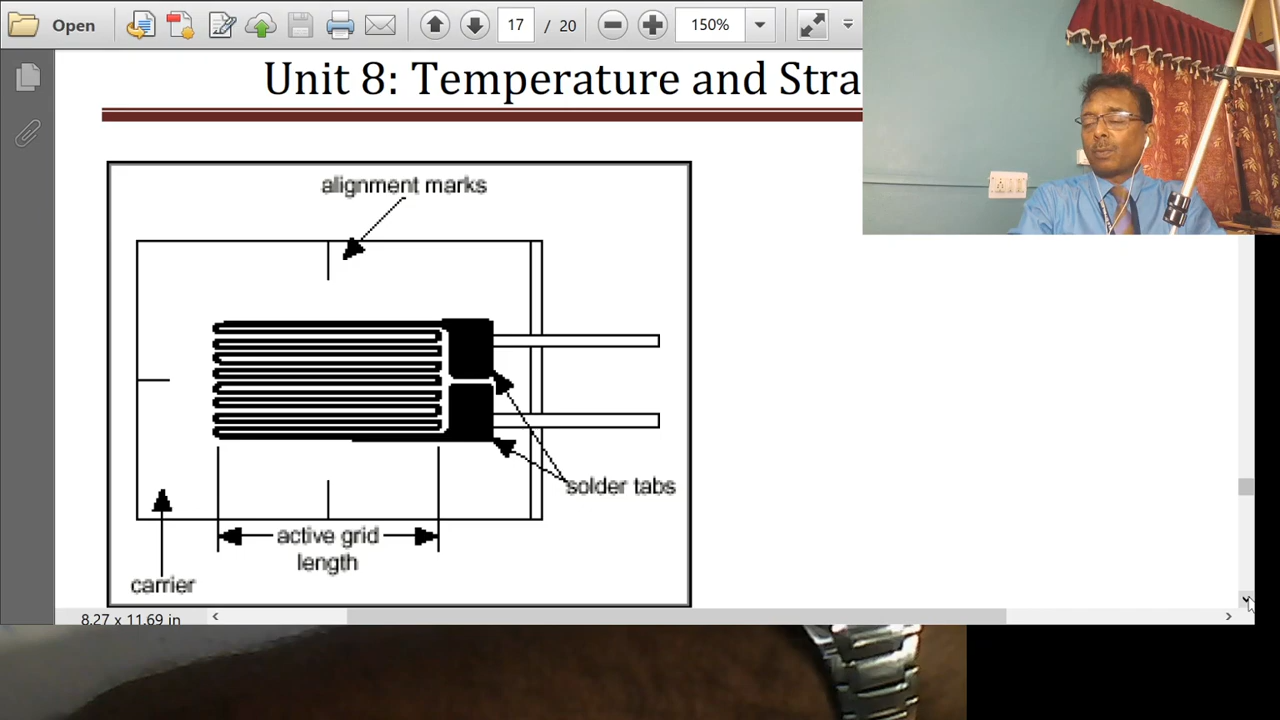 Open
17 / 20
150%
Unit 8: Temperature and Stra
alignment marks
solder tabs
active grid
length
carrier
8.27 x 11.69 in